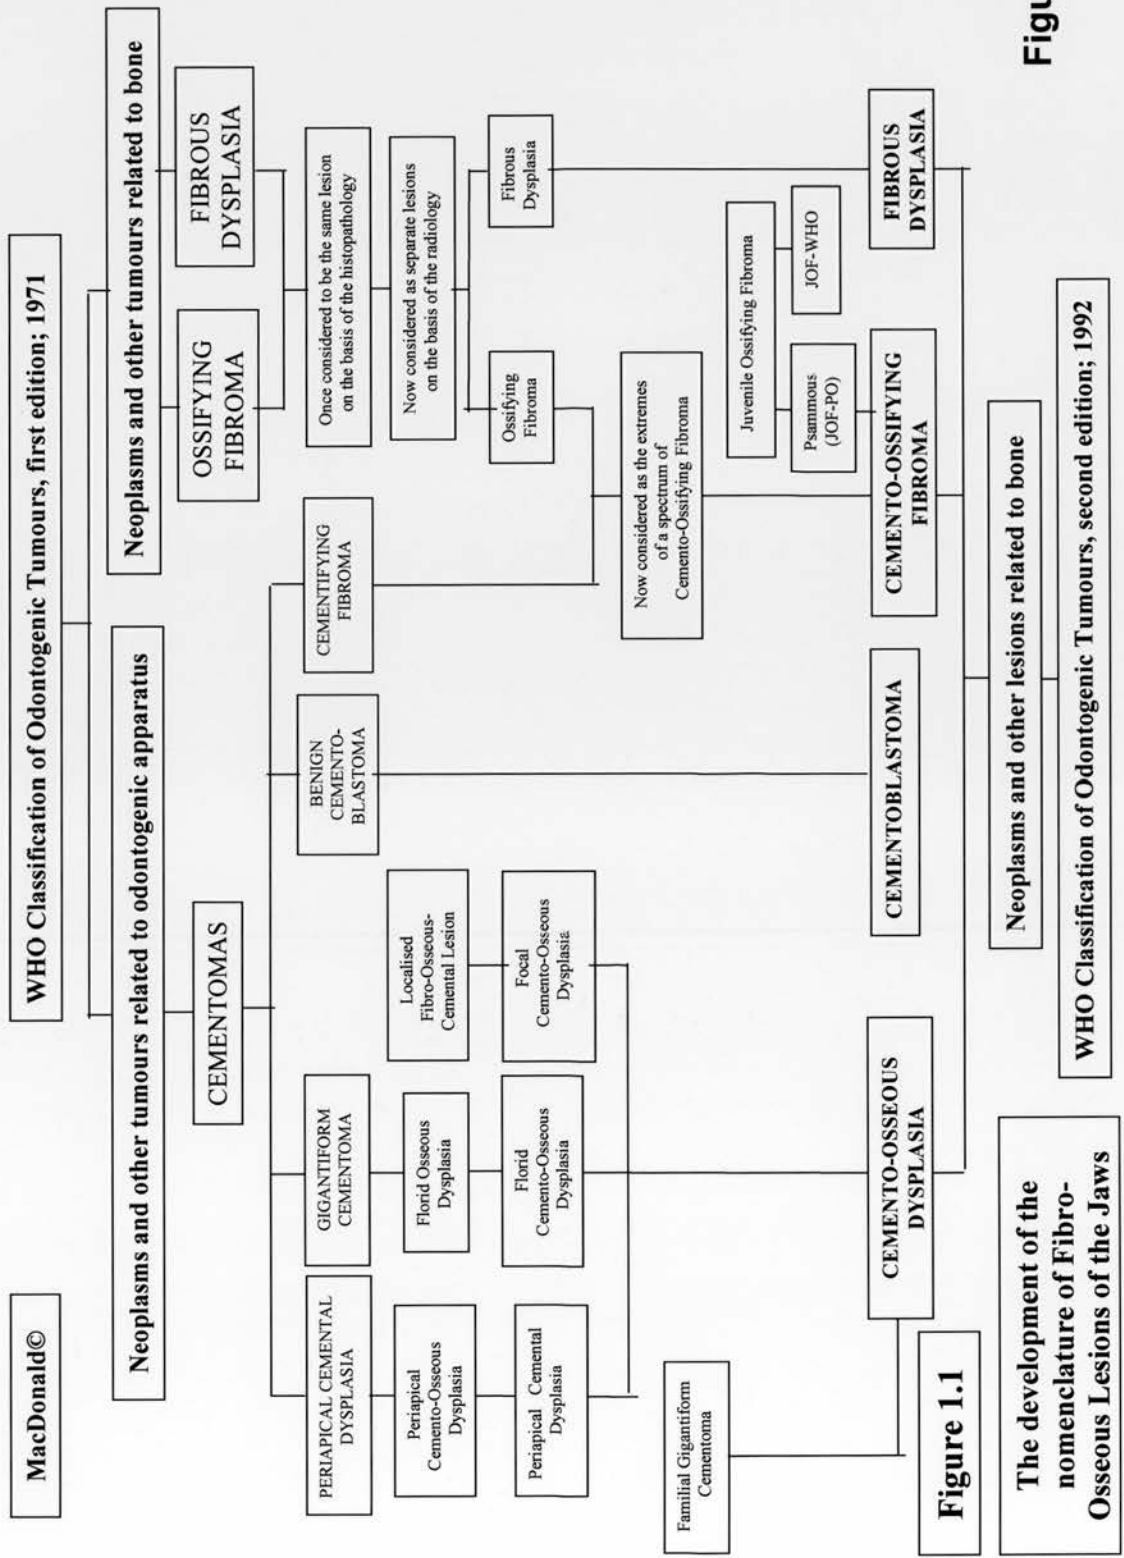 MacDonald©
WHO Classification of Odontogenic Tumours, first edition; 1971
Neoplasms and other tumours related to odontogenic apparatus
Neoplasms and other tumours related to bone
CEMENTOMAS
OSSIFYING
FIBROMA
FIBROUS
DYSPLASIA
PERIAPICAL CEMENTAL
DYSPLASIA
GIGANTIFORM
CEMENTOMA
BENIGN
CEMENTO-
BLASTOMA
CEMENTIFYING
FIBROMA
Once considered to be the same lesion
on the basis of the histopathology
Periapical
Cemento-Osseous
Dysplasia
Florid Osseous
Dysplasia
Localised
Fibro-Osseous-
Cemental Lesion
Now considered as separate lesions
on the basis of the radiology
Periapical Cemental
Dysplasia
Florid
Cemento-Osseous
Dysplasia
Focal
Cemento-Osseous
Dysplasia
Ossifying
Fibroma
Fibrous
Dysplasia
Now considered as the extremes
of a spectrum of
Cemento-Ossifying Fibroma
Familial Gigantiform
Cementoma
Juvenile Ossifying Fibroma
Psammous
(JOF-PO)
JOF-WHO
CEMENTO-OSSEOUS
DYSPLASIA
CEMENTOBLASTOMA
CEMENTO-OSSIFYING
FIBROMA
FIBROUS
DYSPLASIA
Figure 1.1
Neoplasms and other lesions related to bone
The development of the
nomenclature of Fibro-
Osseous Lesions of the Jaws
WHO Classification of Odontogenic Tumours, second edition; 1992
Figu